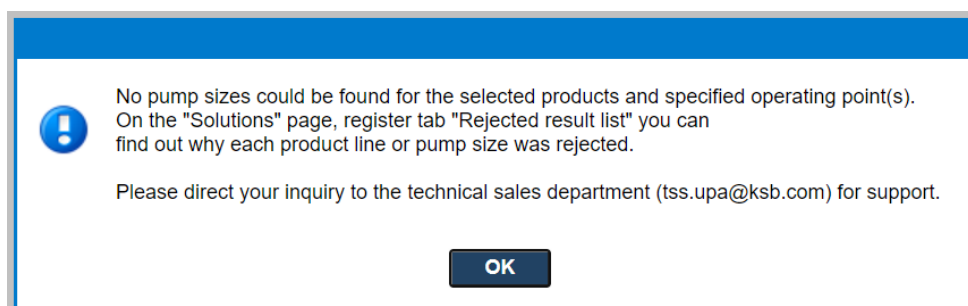 No pump sizes could be found for the selected products and specified operating point(s).
On the "Solutions" page, register tab "Rejected result list" you can
find out why each product line or pump size was rejected.
Please direct your inquiry to the technical sales department (tss.upa@ksb.com) for support.
OK